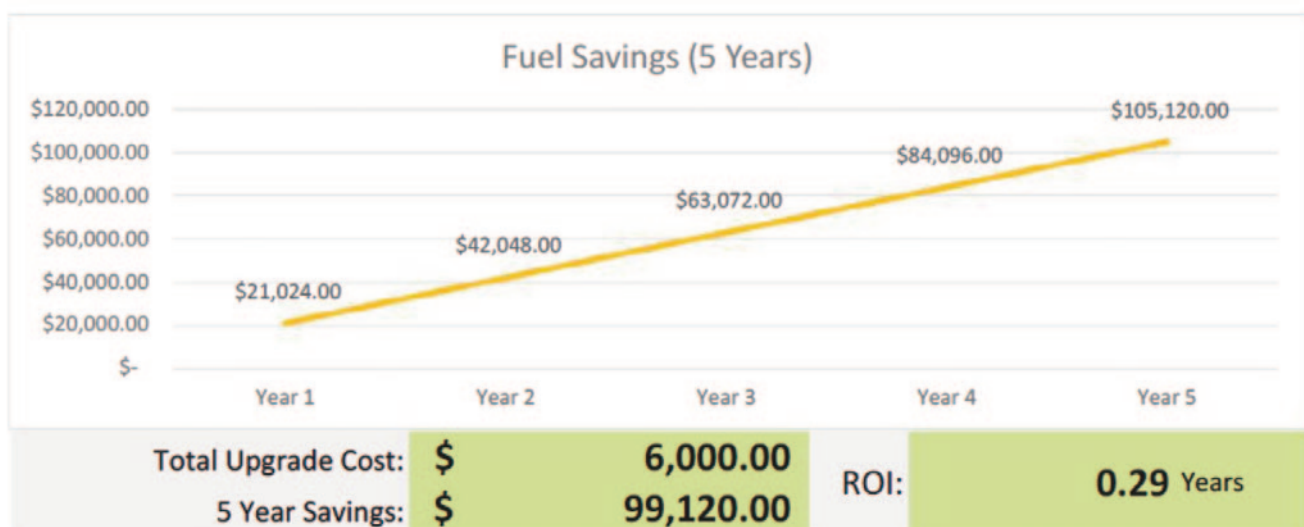 Fuel Savings (5 Years)
$120,000.00
$100,000.00
$80,000.00
$60,000.00
$40,000.00
$20,000.00
$-
$21,024.00
$42,048.00
$63,072.00
$84,096.00
$105,120.00
Year 1 Year 2 Year 3 Year 4 Year 5
Total Upgrade Cost: $ 6,000.00
5 Year Savings: $ 99,120.00
ROI: 0.29 Years